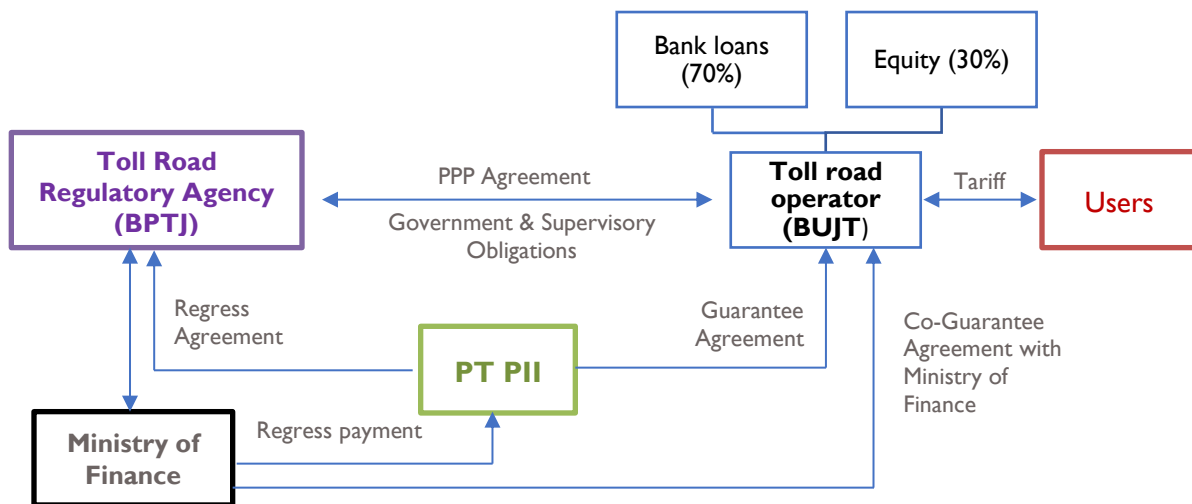 Bank loans
(70%)
Equity (30%)
Toll Road
Regulatory Agency
(BPTJ)
PPP Agreement
Government & Supervisory
Obligations
Toll road
operator
(BUJT)
Tariff
Users
Regress
Agreement
PT PII
Guarantee
Agreement
Co-Guarantee
Agreement with
Ministry of
Finance
Ministry of
Finance
Regress payment